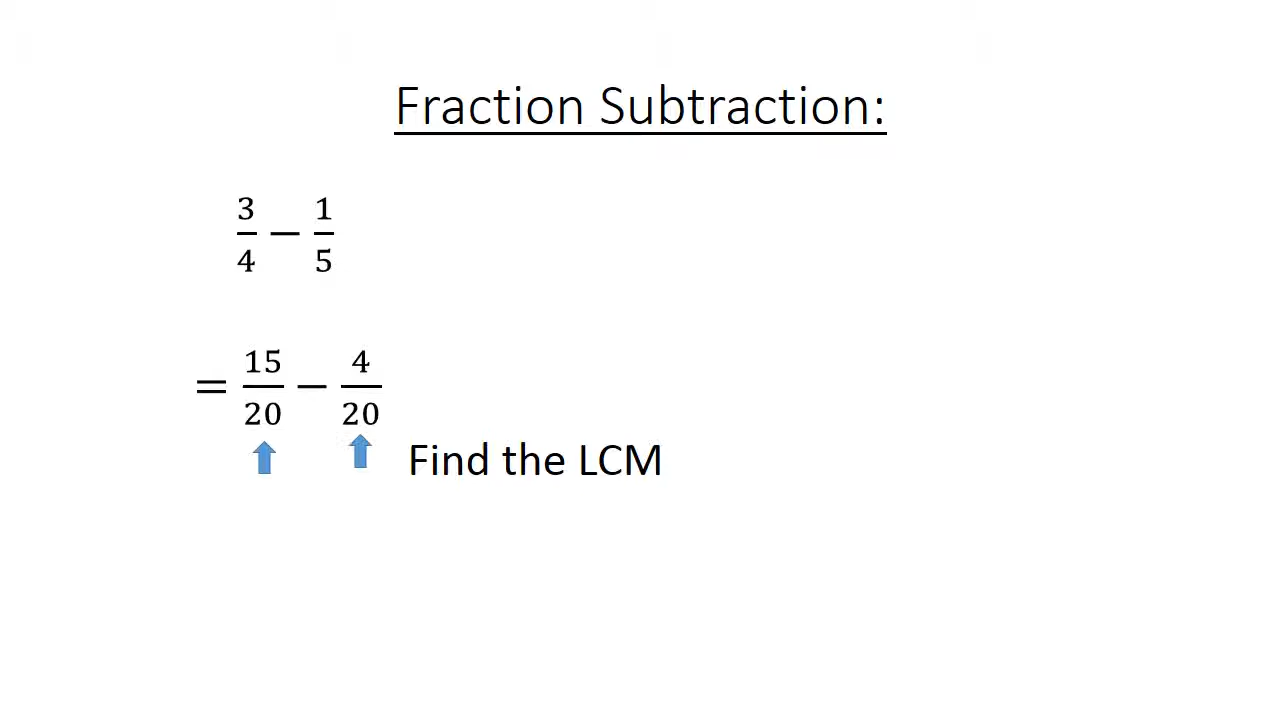 Fraction Subtraction:
3/4 − 1/5
= 15/20 − 4/20
Find the LCM